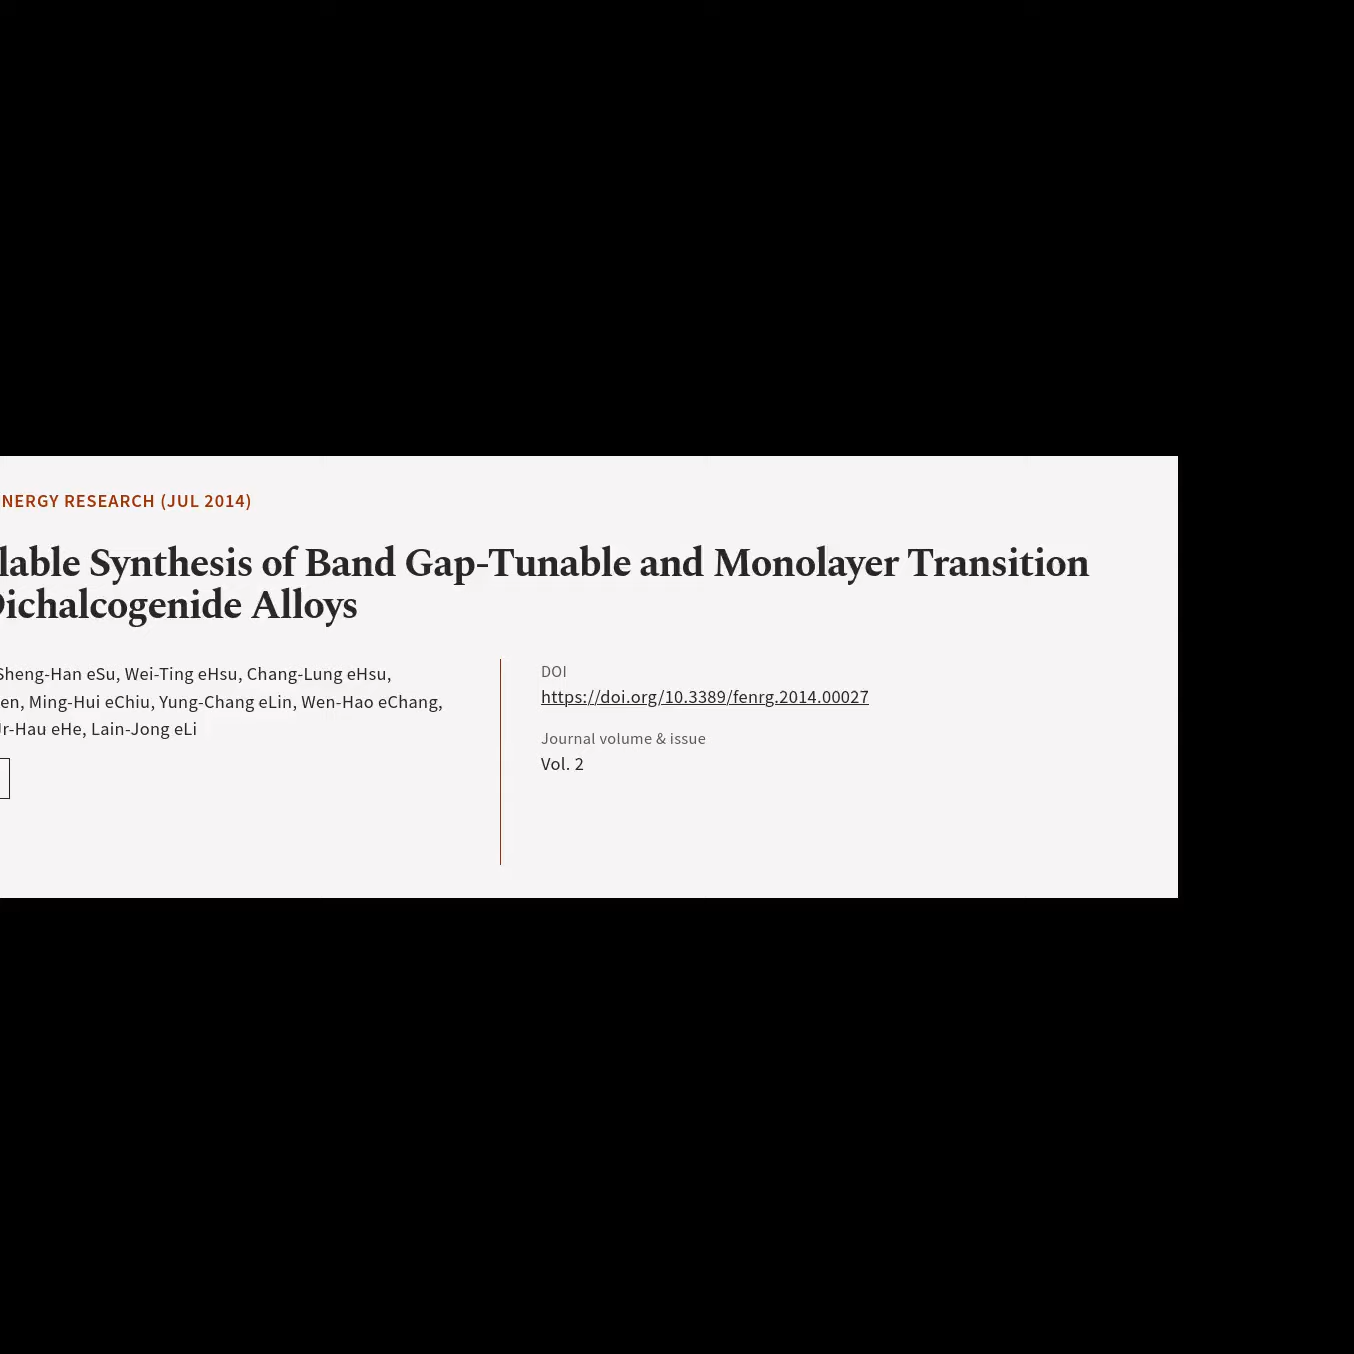 NERGY RESEARCH (JUL 2014)
lable Synthesis of Band Gap-Tunable and Monolayer Transition
Dichalcogenide Alloys
Sheng-Han eSu, Wei-Ting eHsu, Chang-Lung eHsu,
en, Ming-Hui eChiu, Yung-Chang eLin, Wen-Hao eChang,
Jr-Hau eHe, Lain-Jong eLi
DOI
https://doi.org/10.3389/fenrg.2014.00027
Journal volume & issue
Vol. 2